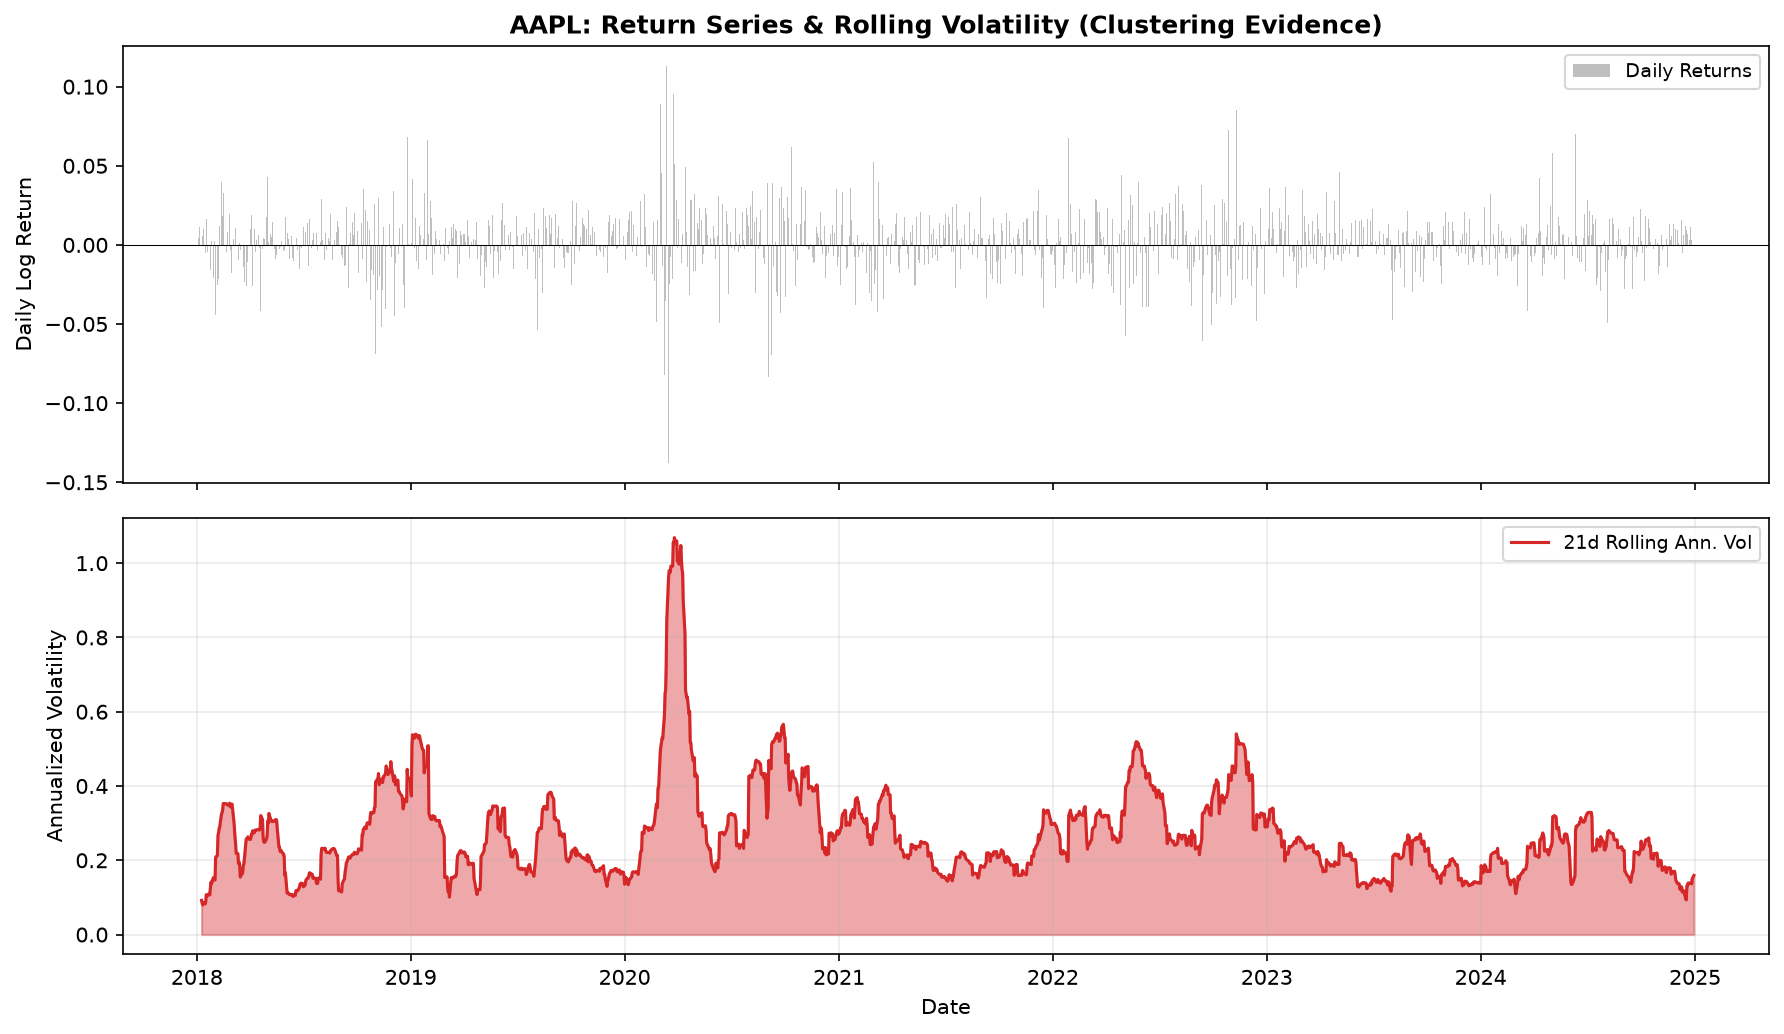 AAPL: Return Series & Rolling Volatility (Clustering Evidence)
Daily Returns
Daily Log Return
0.10
0.05
0.00
−0.05
−0.10
−0.15
21d Rolling Ann. Vol
Annualized Volatility
1.0
0.8
0.6
0.4
0.2
0.0
2018 2019 2020 2021 2022 2023 2024 2025
Date